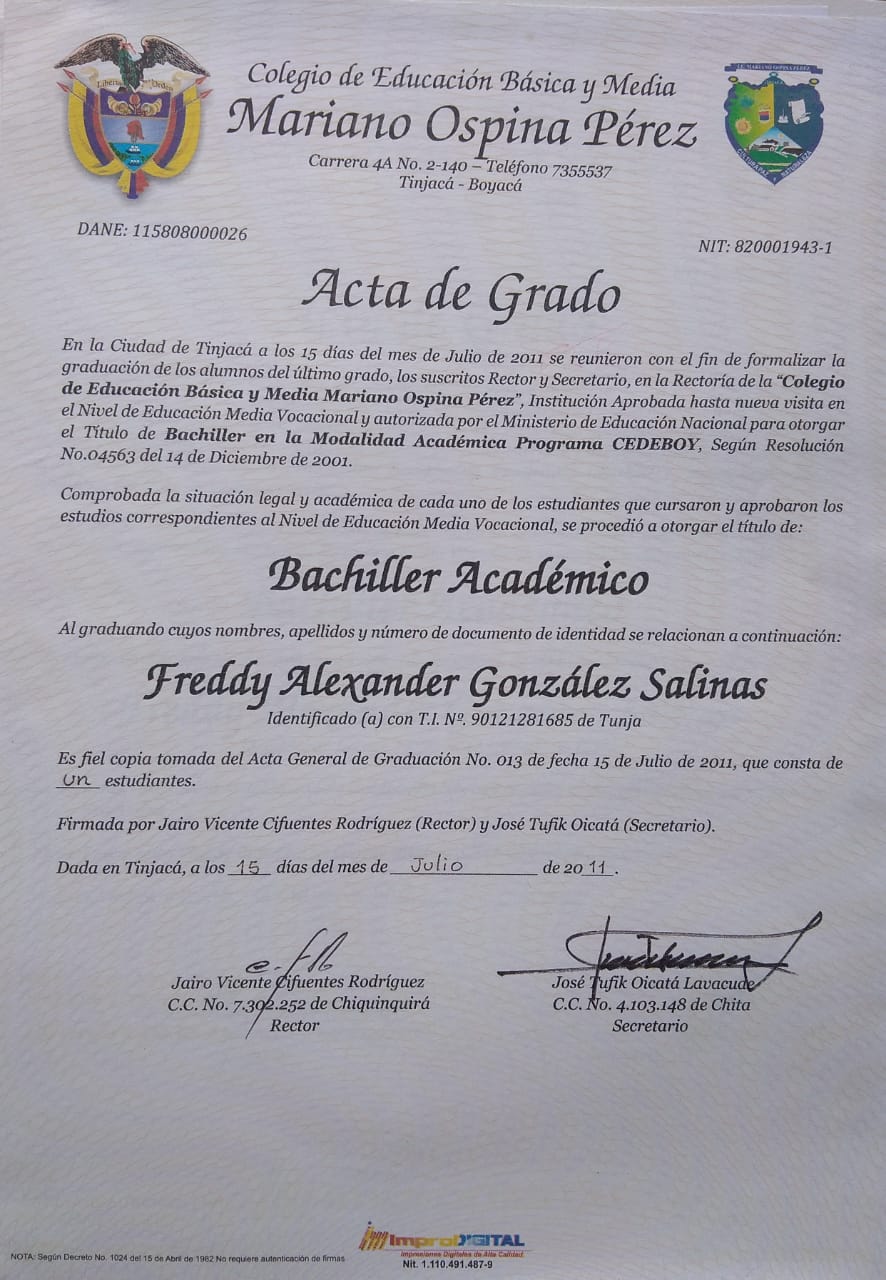 Libertad y Orden
I.E. MARIANO OSPINA PÉREZ
CULTURA PAZ Y NATURALEZA
Colegio de Educación Básica y Media
Mariano Ospina Pérez
Carrera 4A No. 2-140 – Teléfono 7355537
Tinjacá - Boyacá
DANE: 115808000026
NIT: 820001943-1
Acta de Grado
En la Ciudad de Tinjacá a los 15 días del mes de Julio de 2011 se reunieron con el fin de formalizar la
graduación de los alumnos del último grado, los suscritos Rector y Secretario, en la Rectoría de la “Colegio
de Educación Básica y Media Mariano Ospina Pérez”, Institución Aprobada hasta nueva visita en
el Nivel de Educación Media Vocacional y autorizada por el Ministerio de Educación Nacional para otorgar
el Título de Bachiller en la Modalidad Académica Programa CEDEBOY, Según Resolución
No.04563 del 14 de Diciembre de 2001.
Comprobada la situación legal y académica de cada uno de los estudiantes que cursaron y aprobaron los
estudios correspondientes al Nivel de Educación Media Vocacional, se procedió a otorgar el título de:
Bachiller Académico
Al graduando cuyos nombres, apellidos y número de documento de identidad se relacionan a continuación:
Freddy Alexander González Salinas
Identificado (a) con T.I. Nº. 90121281685 de Tunja
Es fiel copia tomada del Acta General de Graduación No. 013 de fecha 15 de Julio de 2011, que consta de
un estudiantes.
Firmada por Jairo Vicente Cifuentes Rodríguez (Rector) y José Tufik Oicatá (Secretario).
Dada en Tinjacá, a los 15 días del mes de Julio de 2011.
Jairo Vicente Cifuentes Rodríguez
C.C. No. 7.302.252 de Chiquinquirá
Rector
José Tufik Oicatá Lavacude
C.C. No. 4.103.148 de Chita
Secretario
ImproDIGITAL
Impresiones Digitales de Alta Calidad.
Nit. 1.110.491.487-9
NOTA: Según Decreto No. 1024 del 15 de Abril de 1982 No requiere autenticación de firmas